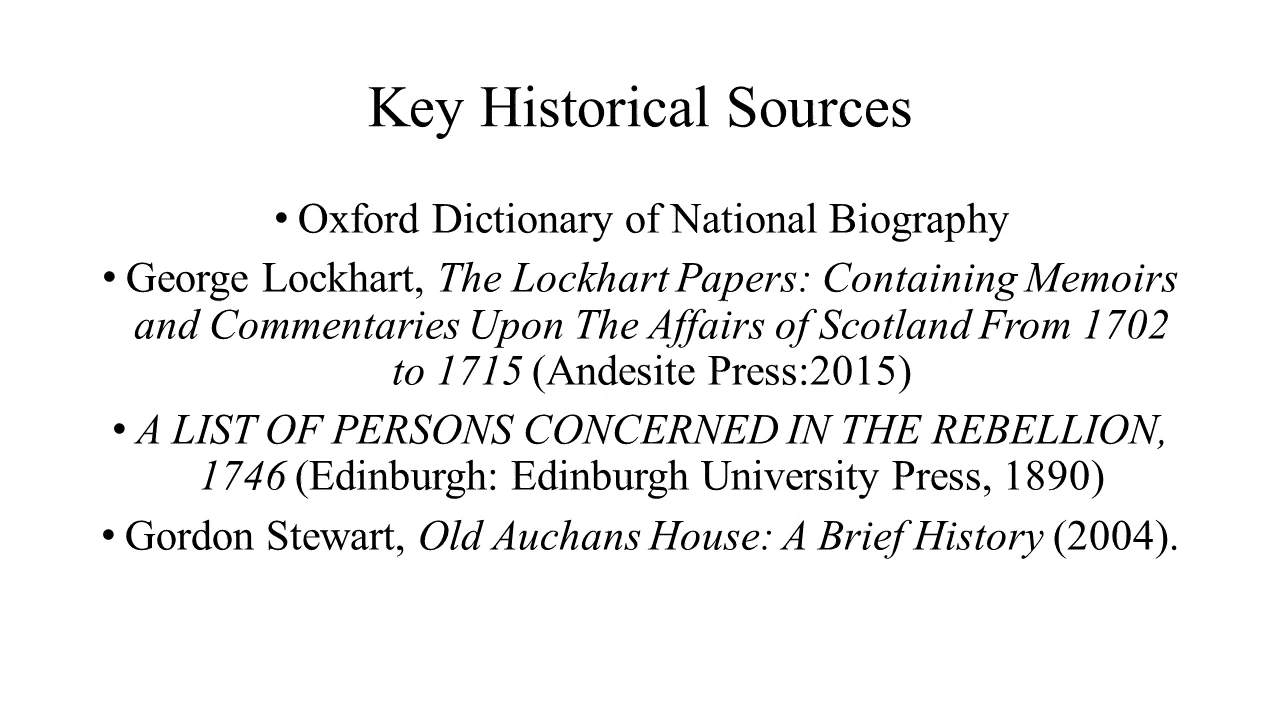 Key Historical Sources
• Oxford Dictionary of National Biography
• George Lockhart, The Lockhart Papers: Containing Memoirs
and Commentaries Upon The Affairs of Scotland From 1702
to 1715 (Andesite Press:2015)
• A LIST OF PERSONS CONCERNED IN THE REBELLION,
1746 (Edinburgh: Edinburgh University Press, 1890)
• Gordon Stewart, Old Auchans House: A Brief History (2004).